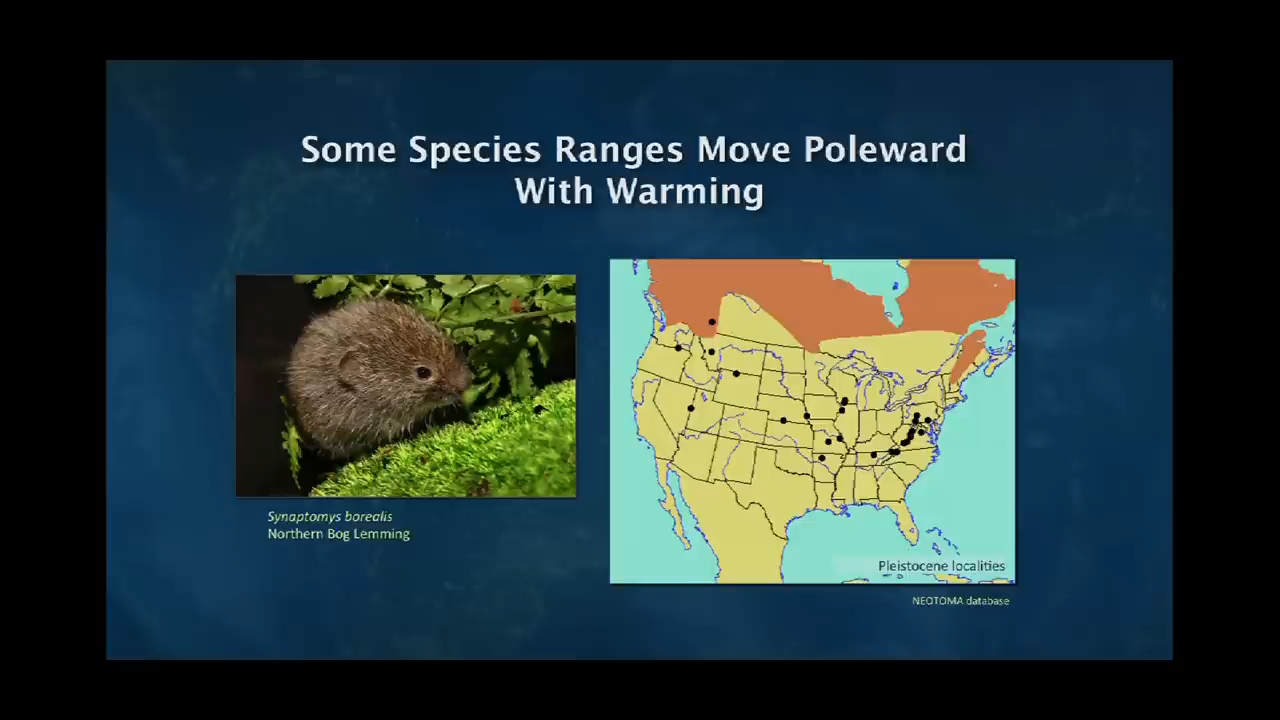 Some Species Ranges Move Poleward
With Warming
Synaptomys borealis
Northern Bog Lemming
Pleistocene localities
NEOTOMA database